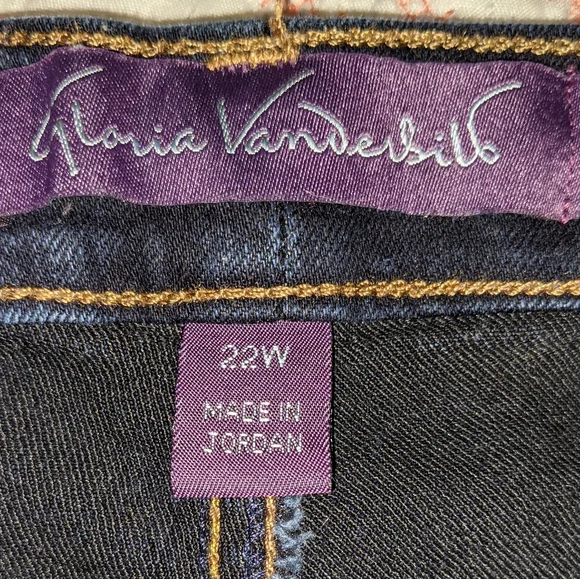 Gloria Vanderbilt
22W
MADE IN
JORDAN